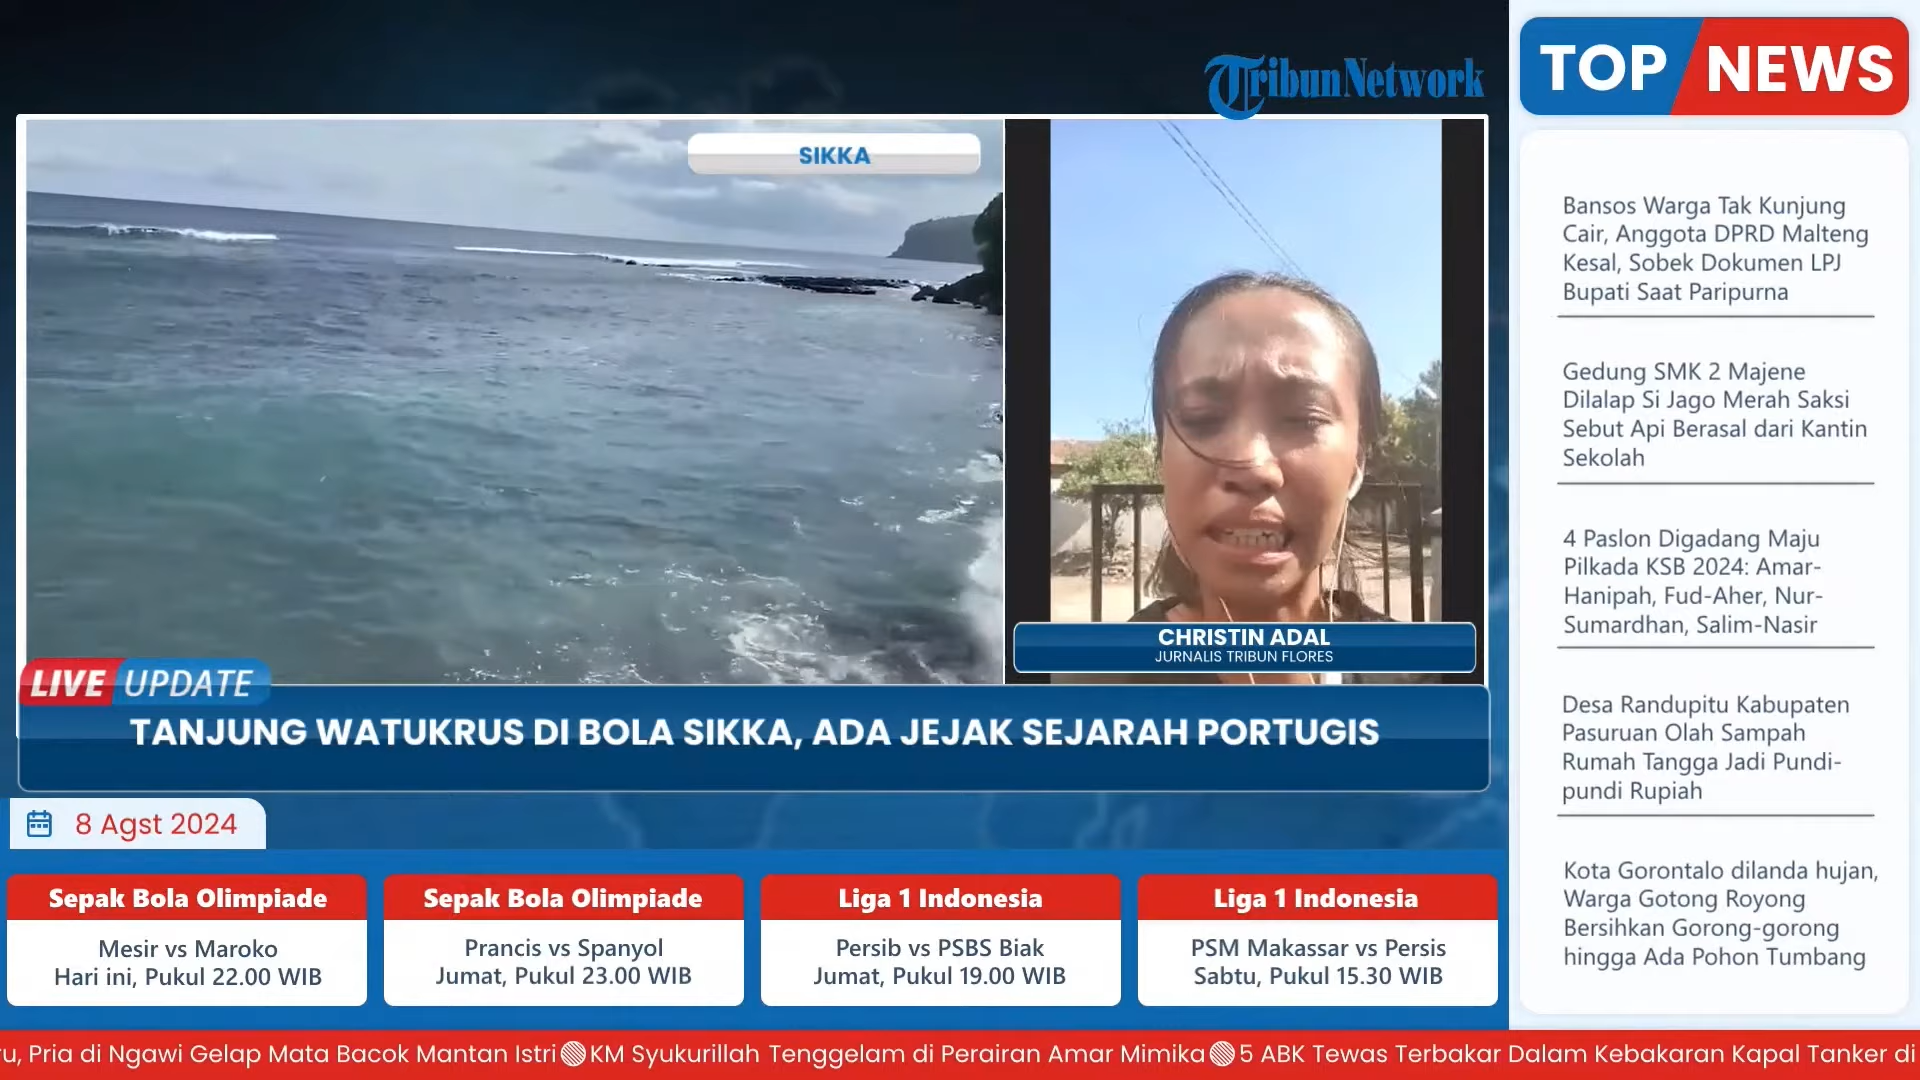 TribunNetwork
SIKKA
CHRISTIN ADAL
JURNALIS TRIBUN FLORES
LIVE UPDATE
TANJUNG WATUKRUS DI BOLA SIKKA, ADA JEJAK SEJARAH PORTUGIS
8 Agst 2024
Sepak Bola Olimpiade
Mesir vs Maroko
Hari ini, Pukul 22.00 WIB
Sepak Bola Olimpiade
Prancis vs Spanyol
Jumat, Pukul 23.00 WIB
Liga 1 Indonesia
Persib vs PSBS Biak
Jumat, Pukul 19.00 WIB
Liga 1 Indonesia
PSM Makassar vs Persis
Sabtu, Pukul 15.30 WIB
TOP NEWS
Bansos Warga Tak Kunjung
Cair, Anggota DPRD Malteng
Kesal, Sobek Dokumen LPJ
Bupati Saat Paripurna
Gedung SMK 2 Majene
Dilalap Si Jago Merah Saksi
Sebut Api Berasal dari Kantin
Sekolah
4 Paslon Digadang Maju
Pilkada KSB 2024: Amar-
Hanipah, Fud-Aher, Nur-
Sumardhan, Salim-Nasir
Desa Randupitu Kabupaten
Pasuruan Olah Sampah
Rumah Tangga Jadi Pundi-
pundi Rupiah
Kota Gorontalo dilanda hujan,
Warga Gotong Royong
Bersihkan Gorong-gorong
hingga Ada Pohon Tumbang
u, Pria di Ngawi Gelap Mata Bacok Mantan Istri KM Syukurillah Tenggelam di Perairan Amar Mimika 5 ABK Tewas Terbakar Dalam Kebakaran Kapal Tanker di